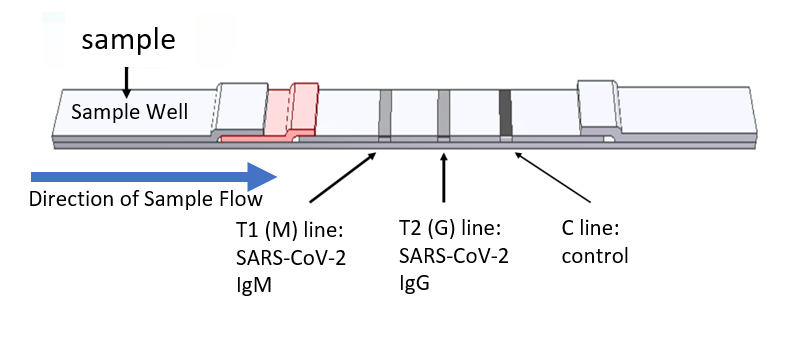 sample
Sample Well
Direction of Sample Flow
T1 (M) line:
SARS-CoV-2
IgM
T2 (G) line:
SARS-CoV-2
IgG
C line:
control